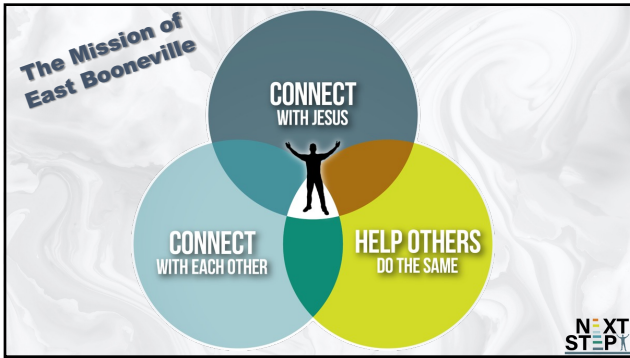 The Mission of
East Booneville
CONNECT
WITH JESUS
CONNECT
WITH EACH OTHER
HELP OTHERS
DO THE SAME
NEXT
STEP